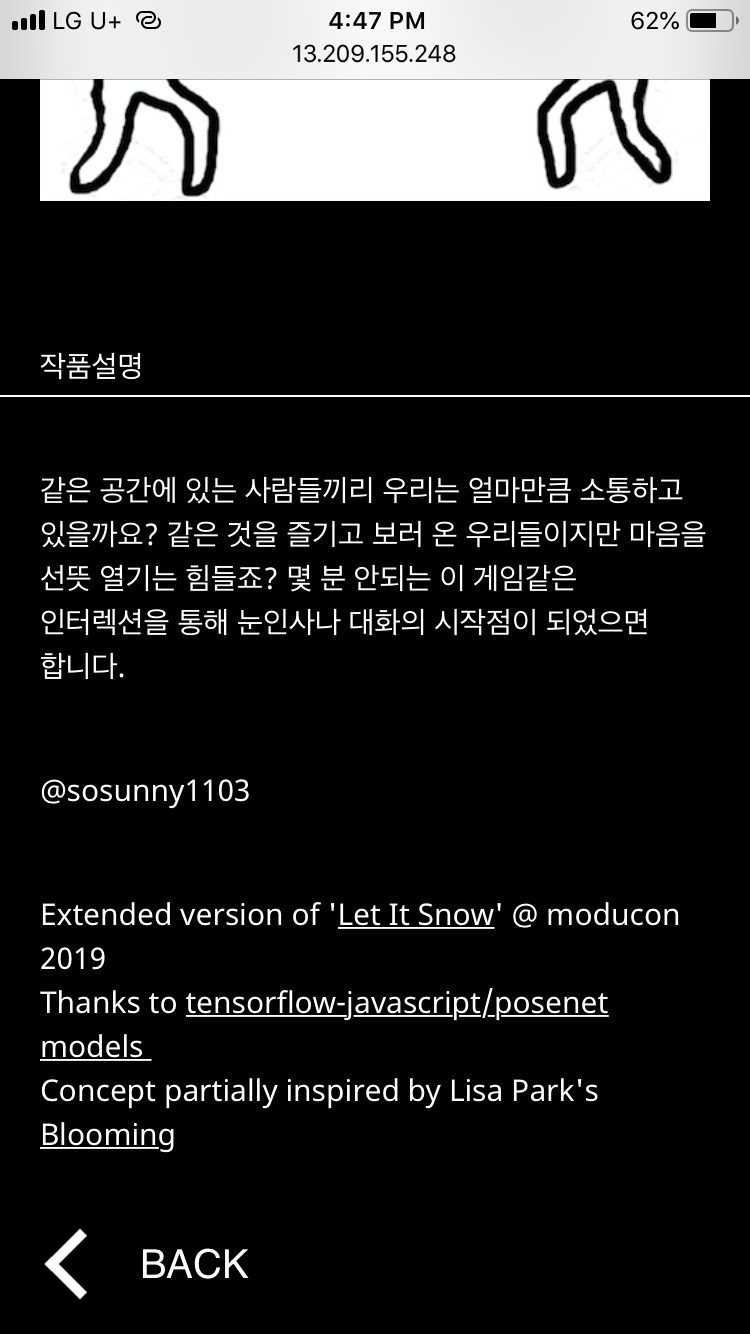 LG U+ 4:47 PM 62%
13.209.155.248
작품설명
같은 공간에 있는 사람들끼리 우리는 얼마만큼 소통하고
있을까요? 같은 것을 즐기고 보러 온 우리들이지만 마음을
선뜻 열기는 힘들죠? 몇 분 안되는 이 게임같은
인터렉션을 통해 눈인사나 대화의 시작점이 되었으면
합니다.
@sosunny1103
Extended version of 'Let It Snow' @ moducon
2019
Thanks to tensorflow-javascript/posenet
models
Concept partially inspired by Lisa Park's
Blooming
BACK